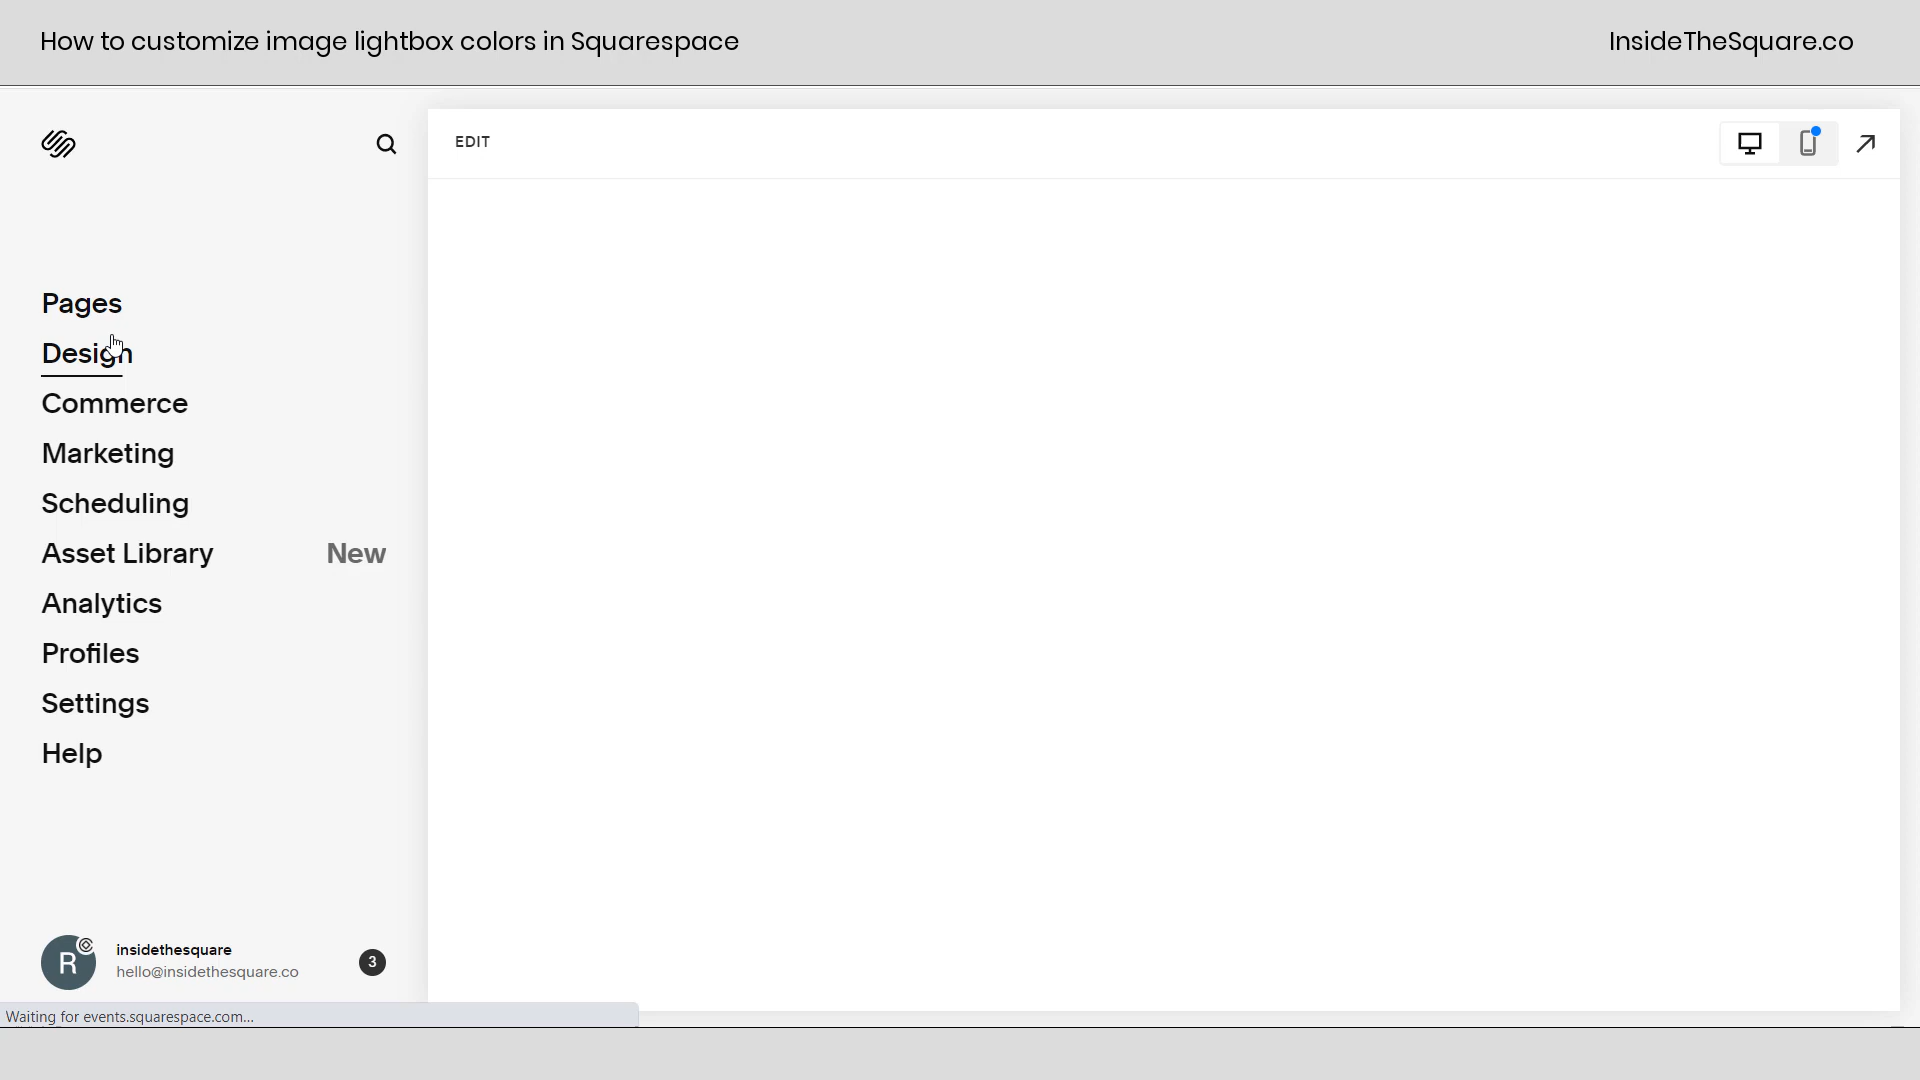 How to customize image lightbox colors in Squarespace
InsideTheSquare.co
EDIT
Pages
Design
Commerce
Marketing
Scheduling
Asset Library New
Analytics
Profiles
Settings
Help
R
insidethesquare
hello@insidethesquare.co
3
Waiting for events.squarespace.com...